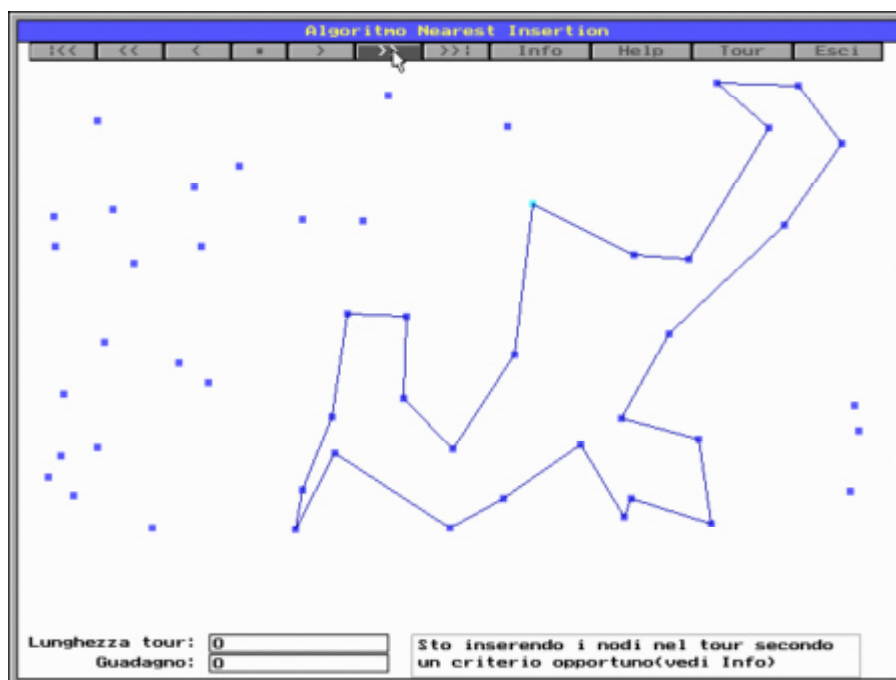 Algoritmo Nearest Insertion
:<< << < ▪ > >> >>: Info Help Tour Esci
Lunghezza tour: 0
Guadagno: 0
Sto inserendo i nodi nel tour secondo
un criterio opportuno(vedi Info)